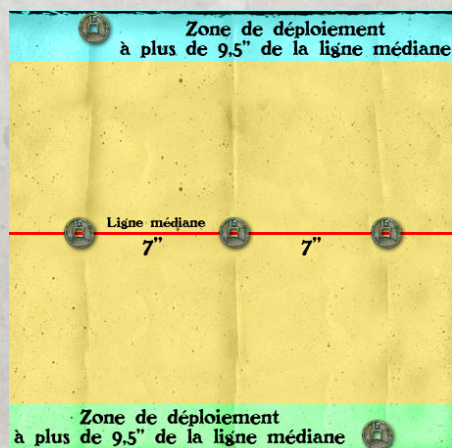 Zone de déploiement
à plus de 9,5” de la ligne médiane
Ligne médiane
7” 7”
Zone de déploiement
à plus de 9,5” de la ligne médiane